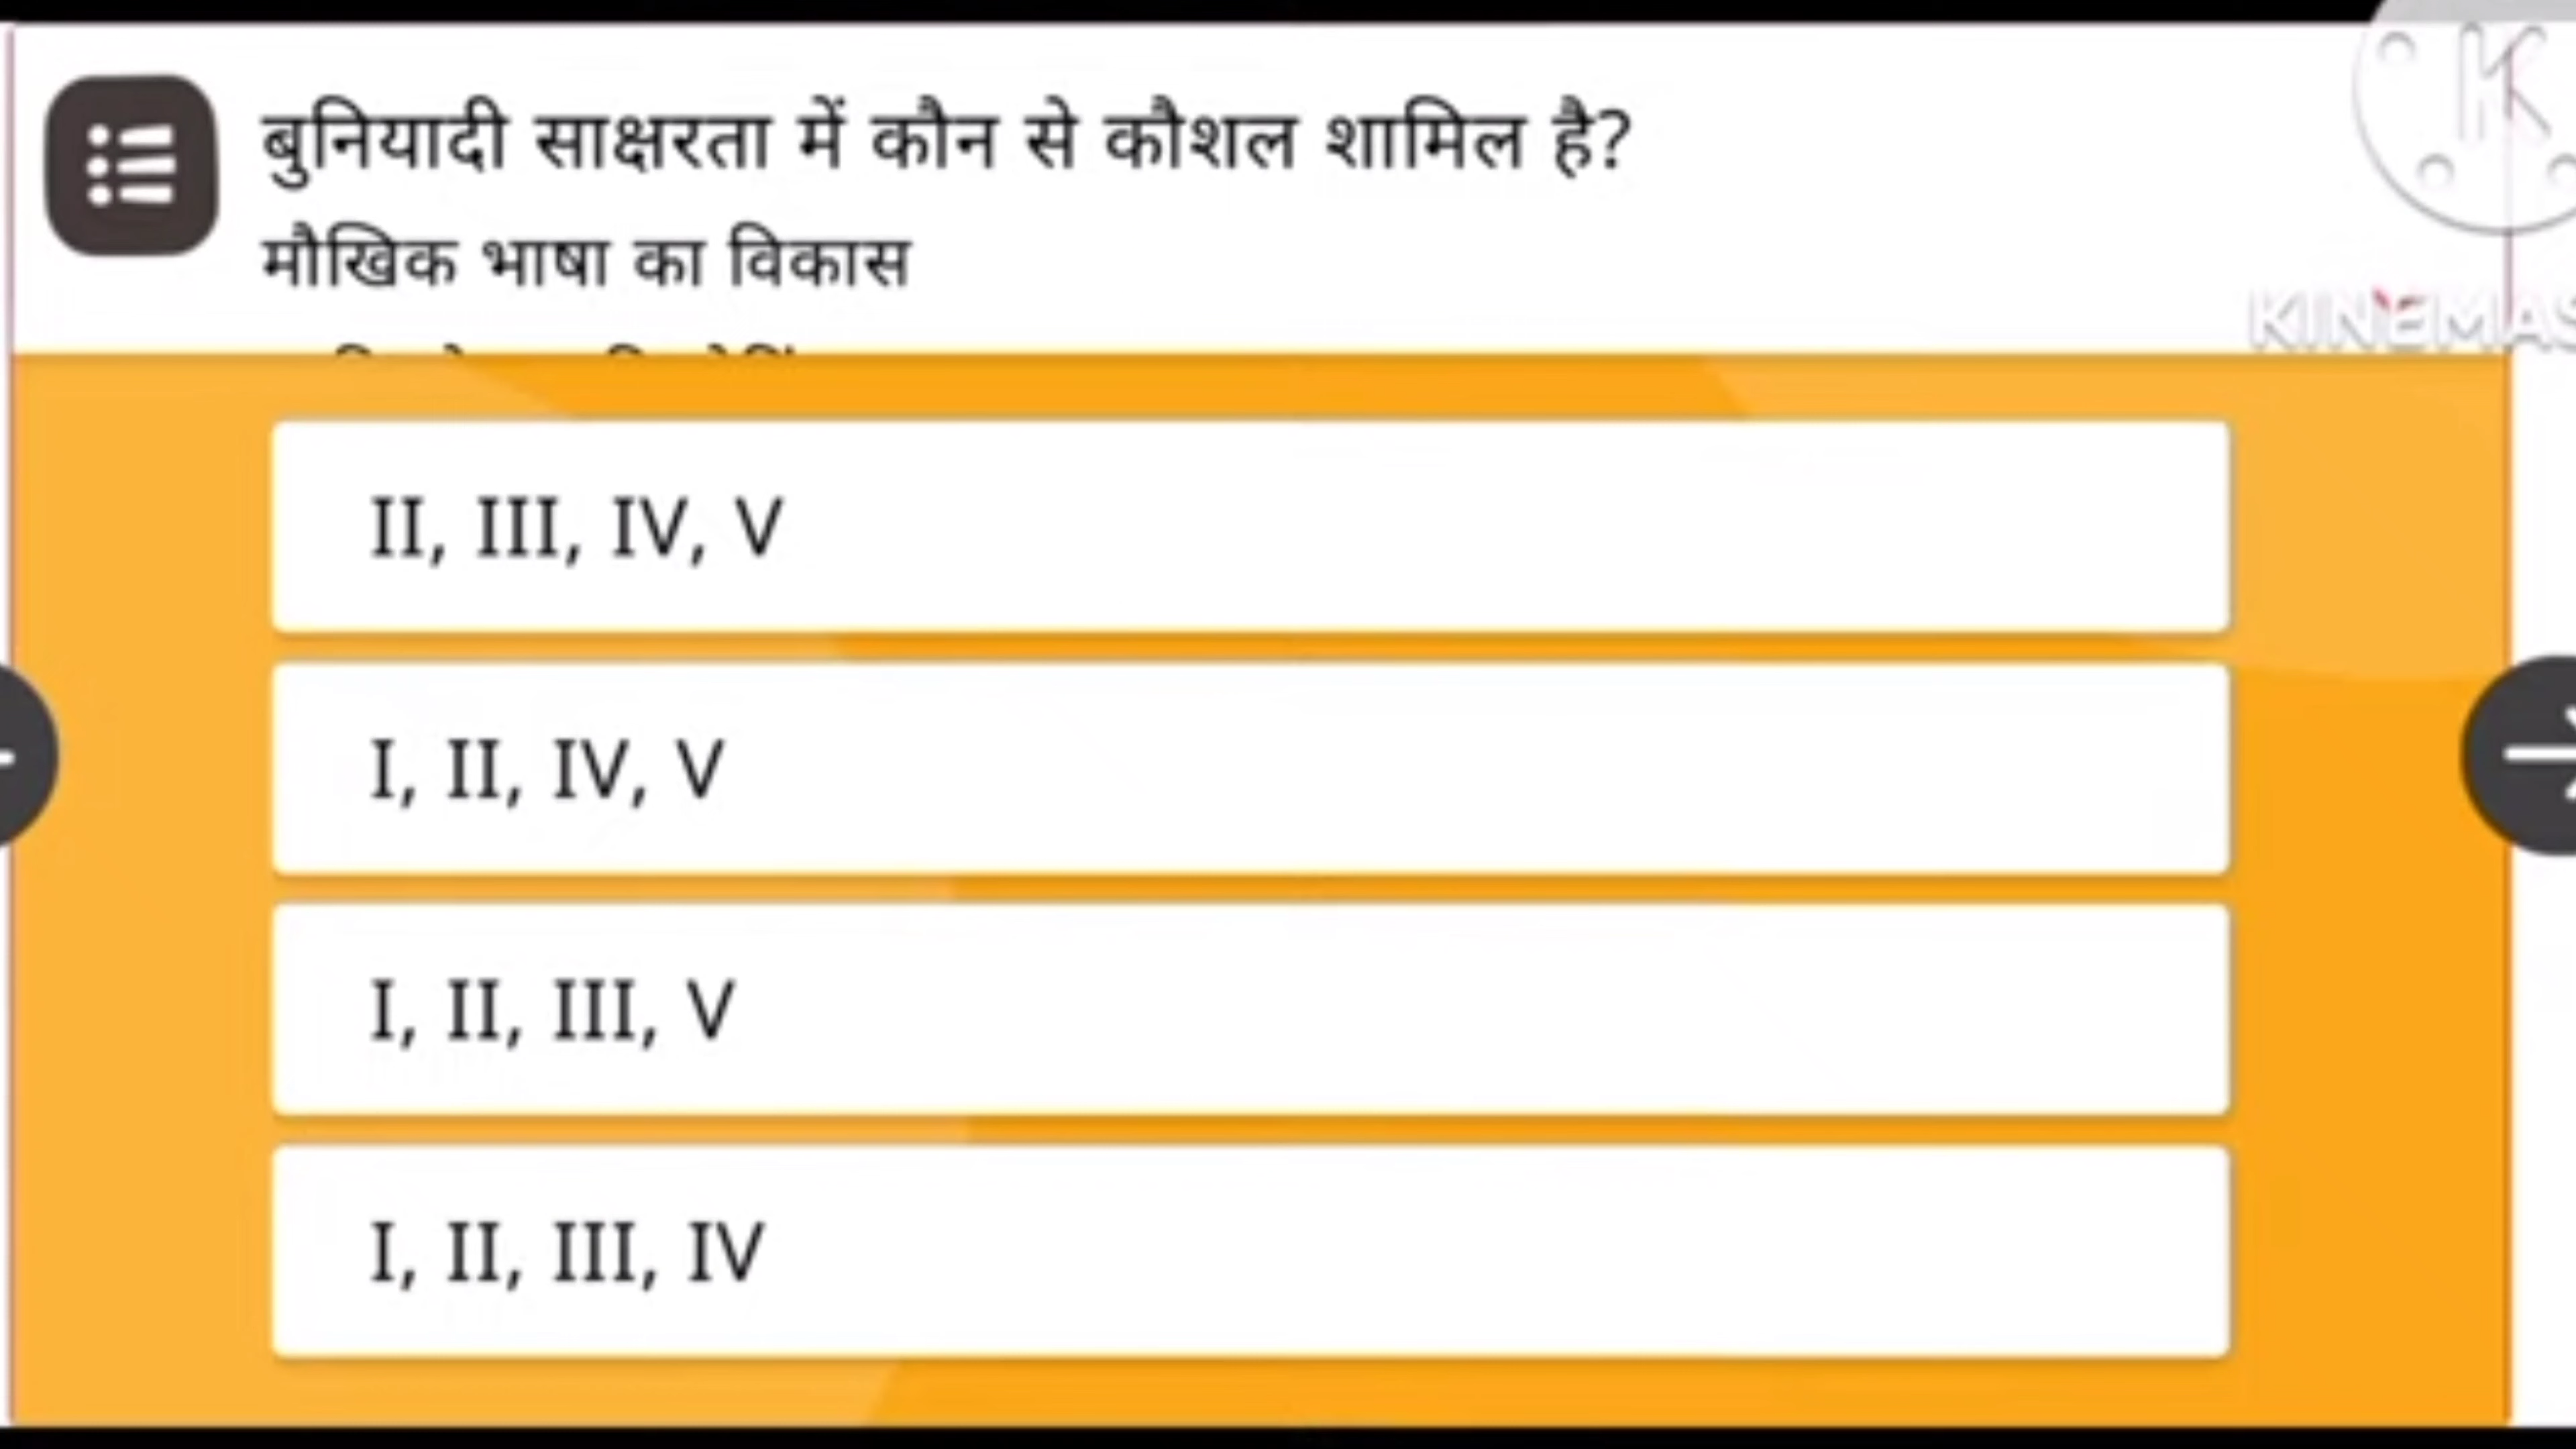 बुनियादी साक्षरता में कौन से कौशल शामिल है?
मौखिक भाषा का विकास
II, III, IV, V
I, II, IV, V
I, II, III, V
I, II, III, IV